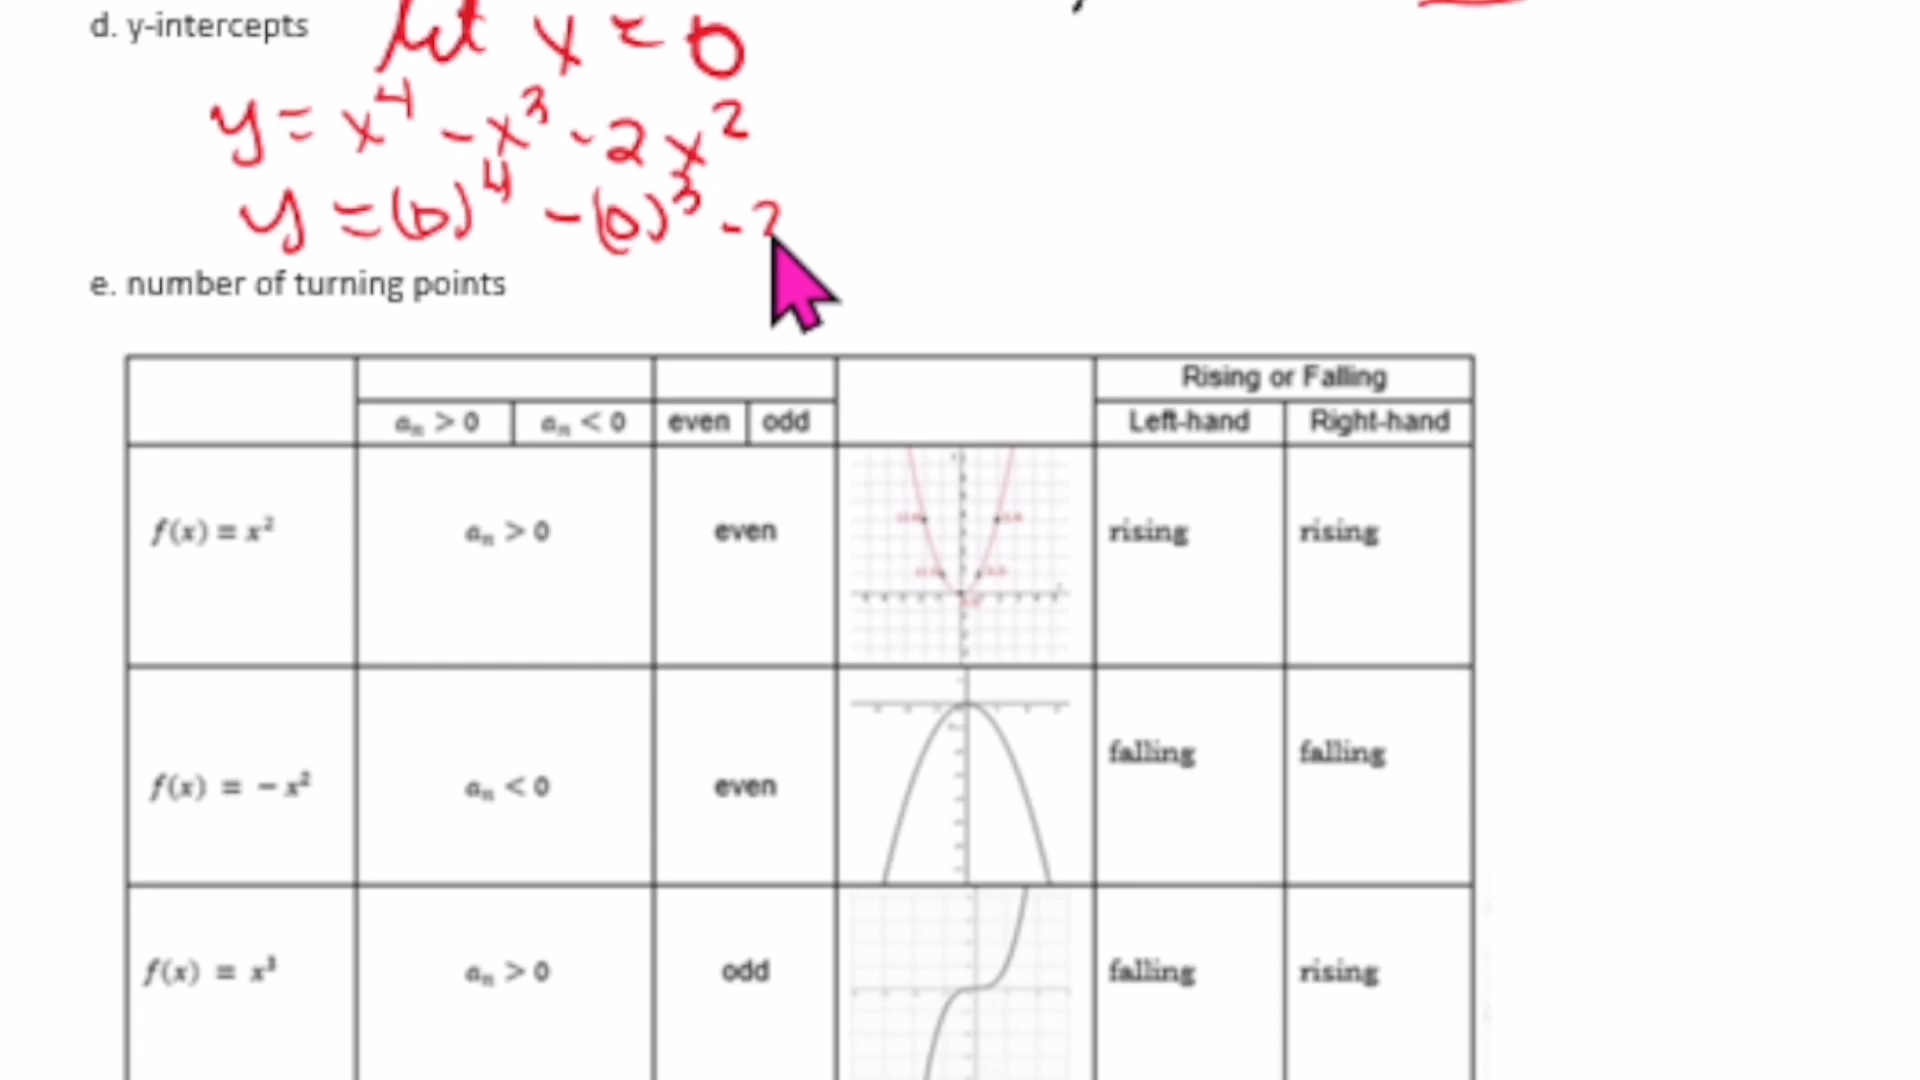 d. y-intercepts let x = 0
y = x⁴ - x³ - 2x²
y = (0)⁴ - (0)³ - 2
e. number of turning points
Rising or Falling
aₙ > 0 aₙ < 0 even odd Left-hand Right-hand
f(x) = x² aₙ > 0 even rising rising
f(x) = − x² aₙ < 0 even falling falling
f(x) = x³ aₙ > 0 odd falling rising